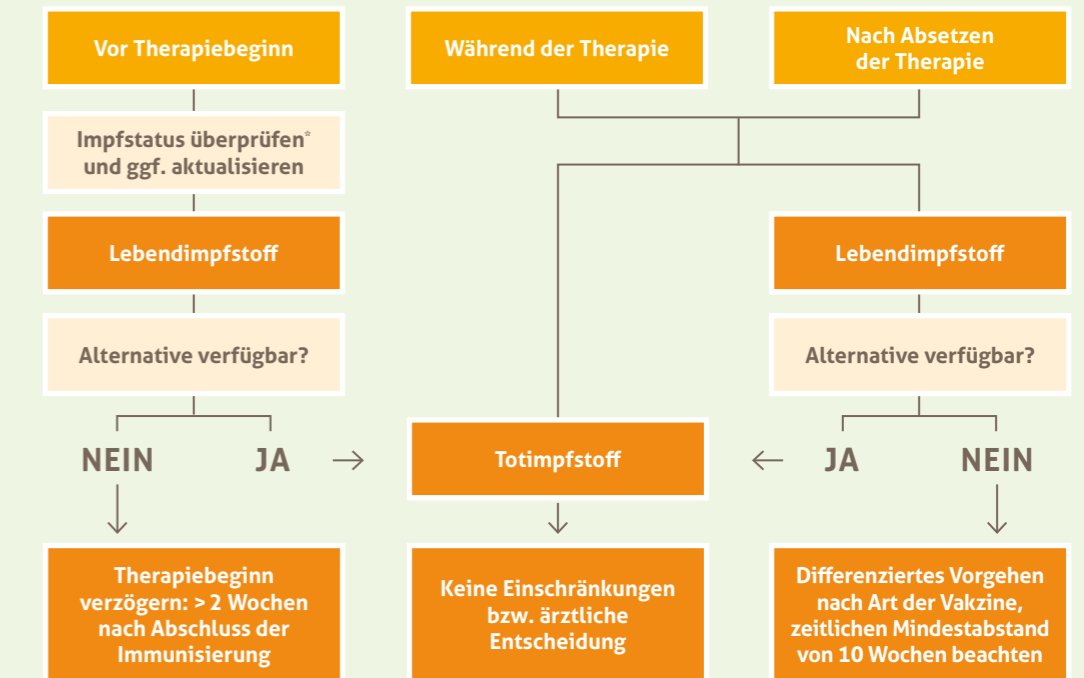 Vor Therapiebeginn
Während der Therapie
Nach Absetzen
der Therapie
Impfstatus überprüfen*
und ggf. aktualisieren
Lebendimpfstoff
Lebendimpfstoff
Alternative verfügbar?
Alternative verfügbar?
NEIN
JA →
Totimpfstoff
← JA
NEIN
Therapiebeginn
verzögern: > 2 Wochen
nach Abschluss der
Immunisierung
Keine Einschränkungen
bzw. ärztliche
Entscheidung
Differenziertes Vorgehen
nach Art der Vakzine,
zeitlichen Mindestabstand
von 10 Wochen beachten